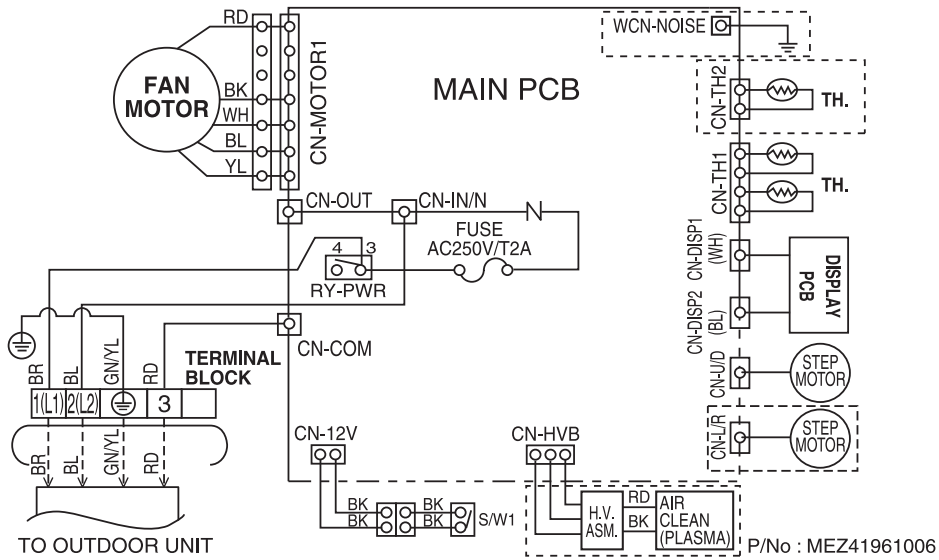 RD
FAN
MOTOR
BK
WH
BL
YL
CN-MOTOR1
MAIN PCB
WCN-NOISE
CN-TH2
TH.
CN-TH1
TH.
CN-OUT
CN-IN/N
N
FUSE
AC250V/T2A
4 3
RY-PWR
CN-COM
CN-DISP1
(WH)
CN-DISP2
(BL)
DISPLAY
PCB
CN-U/D
STEP
MOTOR
CN-L/R
STEP
MOTOR
BR
BL
GN/YL
RD
TERMINAL
BLOCK
1(L1) 2(L2) 3
BR
BL
GN/YL
RD
TO OUTDOOR UNIT
CN-12V
BK
BK
BK
BK
S/W1
CN-HVB
H.V.
ASM.
RD
BK
AIR
CLEAN
(PLASMA)
P/No : MEZ41961006